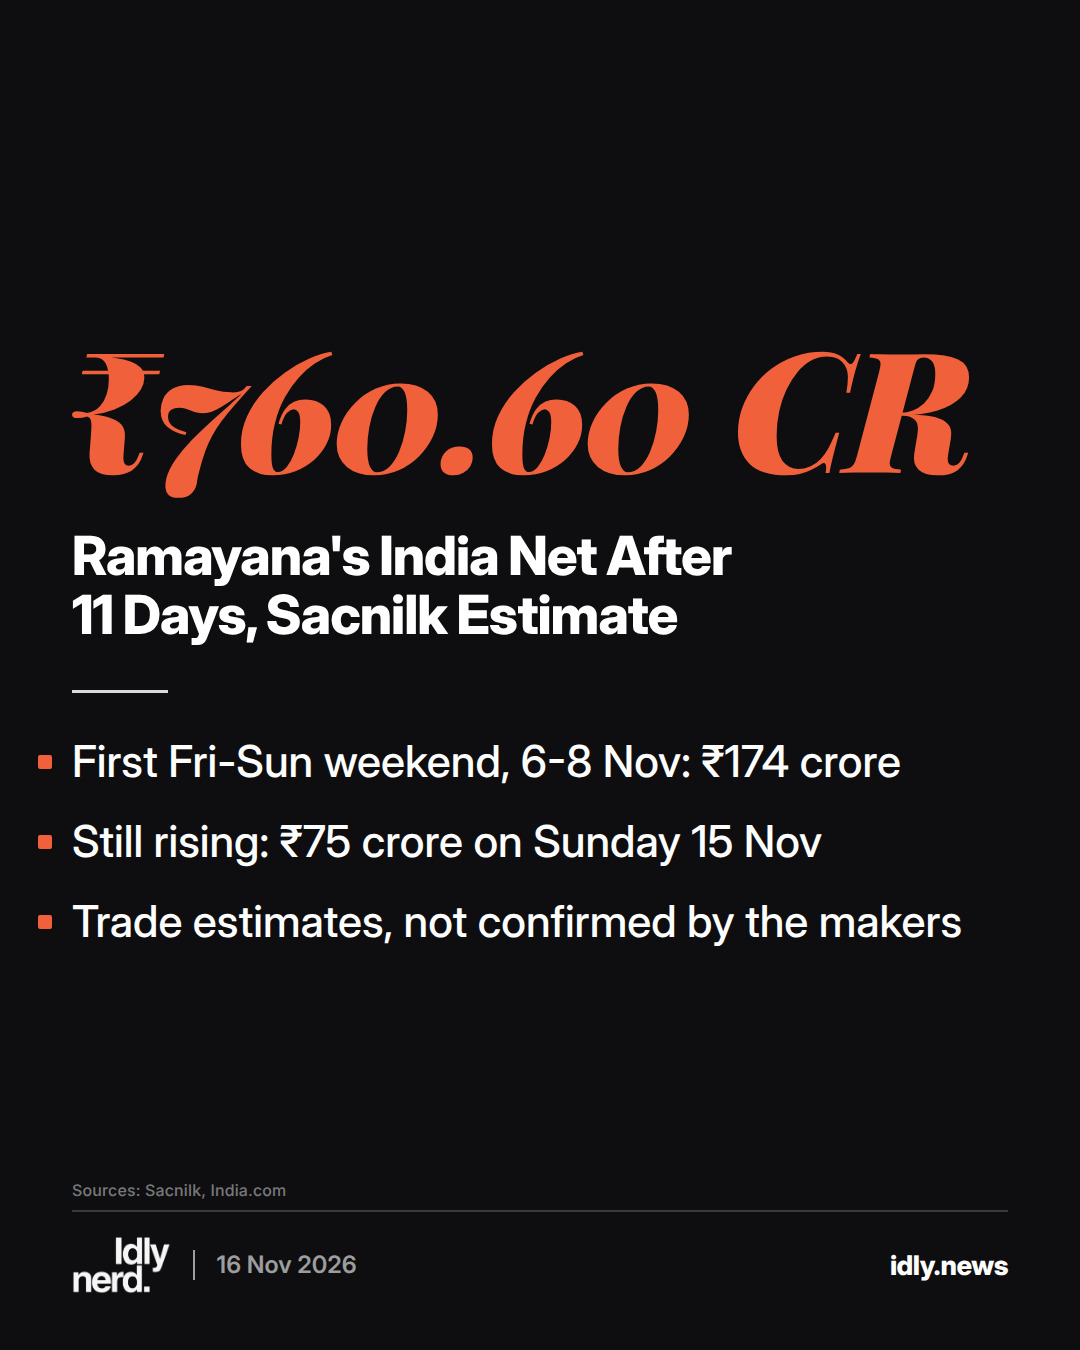 ₹760.60 CR
Ramayana's India Net After
11 Days, Sacnilk Estimate
First Fri-Sun weekend, 6-8 Nov: ₹174 crore
Still rising: ₹75 crore on Sunday 15 Nov
Trade estimates, not confirmed by the makers
Sources: Sacnilk, India.com
Idly
nerd.
16 Nov 2026
idly.news